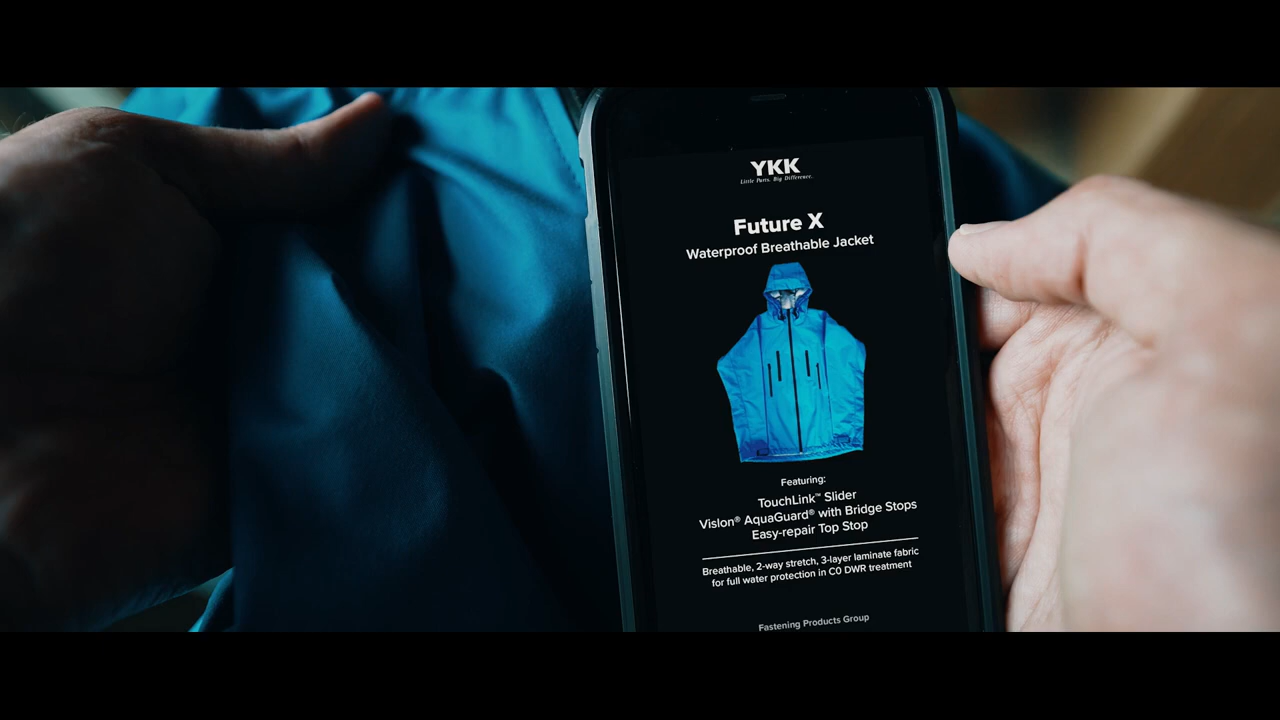 YKK
Little Parts. Big Difference.
Future X
Waterproof Breathable Jacket
Featuring:
TouchLink™ Slider
Vislon® AquaGuard® with Bridge Stops
Easy-repair Top Stop
Breathable, 2-way stretch, 3-layer laminate fabric
for full water protection in C0 DWR treatment
Fastening Products Group